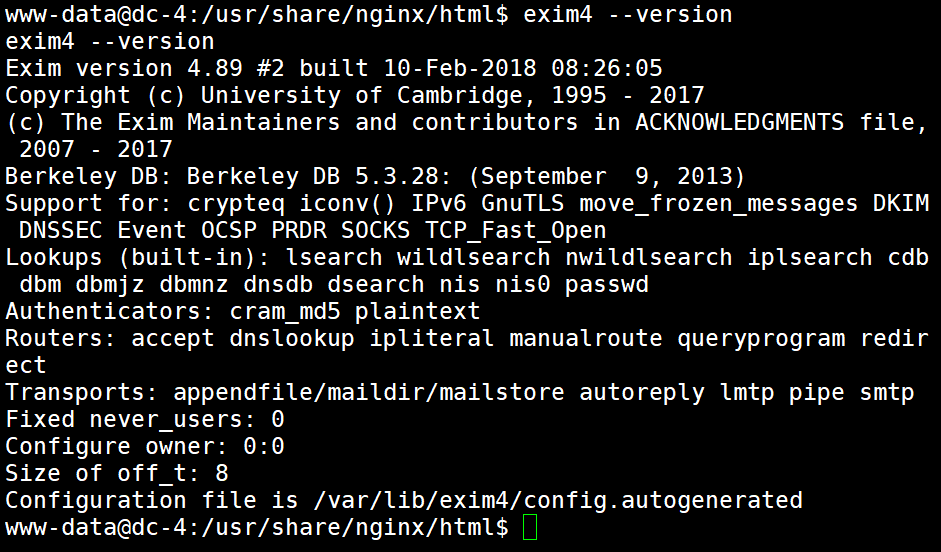 www-data@dc-4:/usr/share/nginx/html$ exim4 --version
exim4 --version
Exim version 4.89 #2 built 10-Feb-2018 08:26:05
Copyright (c) University of Cambridge, 1995 - 2017
(c) The Exim Maintainers and contributors in ACKNOWLEDGMENTS file,
 2007 - 2017
Berkeley DB: Berkeley DB 5.3.28: (September  9, 2013)
Support for: crypteq iconv() IPv6 GnuTLS move_frozen_messages DKIM
 DNSSEC Event OCSP PRDR SOCKS TCP_Fast_Open
Lookups (built-in): lsearch wildlsearch nwildlsearch iplsearch cdb
 dbm dbmjz dbmnz dnsdb dsearch nis nis0 passwd
Authenticators: cram_md5 plaintext
Routers: accept dnslookup ipliteral manualroute queryprogram redir
ect
Transports: appendfile/maildir/mailstore autoreply lmtp pipe smtp
Fixed never_users: 0
Configure owner: 0:0
Size of off_t: 8
Configuration file is /var/lib/exim4/config.autogenerated
www-data@dc-4:/usr/share/nginx/html$